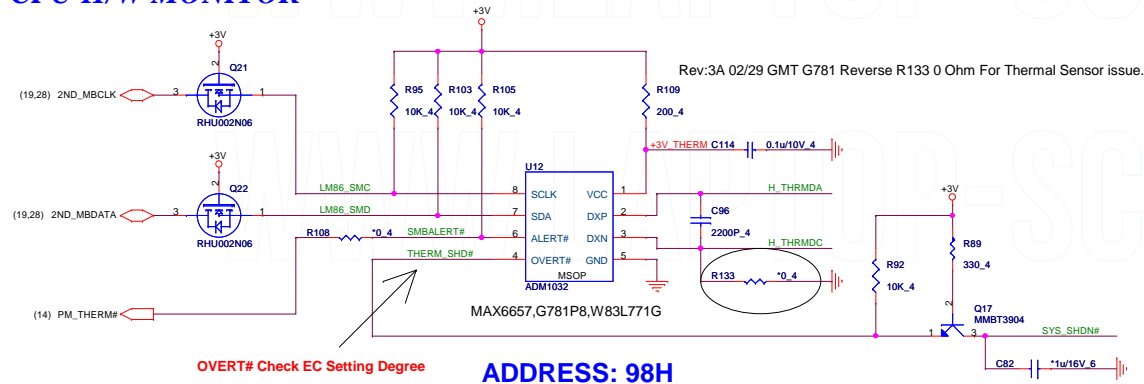 CPU H/W MONITOR
+3V
+3V
Q21
2
(19,28) 2ND_MBCLK
3
1
RHU002N06
R95
10K_4
R103
10K_4
R105
10K_4
R109
200_4
Rev:3A 02/29 GMT G781 Reverse R133 0 Ohm For Thermal Sensor issue.
+3V_THERM
C114
0.1u/10V_4
+3V
Q22
2
(19,28) 2ND_MBDATA
3
1
RHU002N06
LM86_SMC
LM86_SMD
U12
8 SCLK VCC 1
7 SDA DXP 2
6 ALERT# DXN 3
4 OVERT# GND 5
MSOP
ADM1032
MAX6657,G781P8,W83L771G
R108
*0_4
SMBALERT#
THERM_SHD#
H_THRMDA
C96
2200P_4
H_THRMDC
R133
*0_4
+3V
R89
330_4
R92
10K_4
2
Q17
MMBT3904
1
3
SYS_SHDN#
C82
*1u/16V_6
(14) PM_THERM#
OVERT# Check EC Setting Degree
ADDRESS: 98H